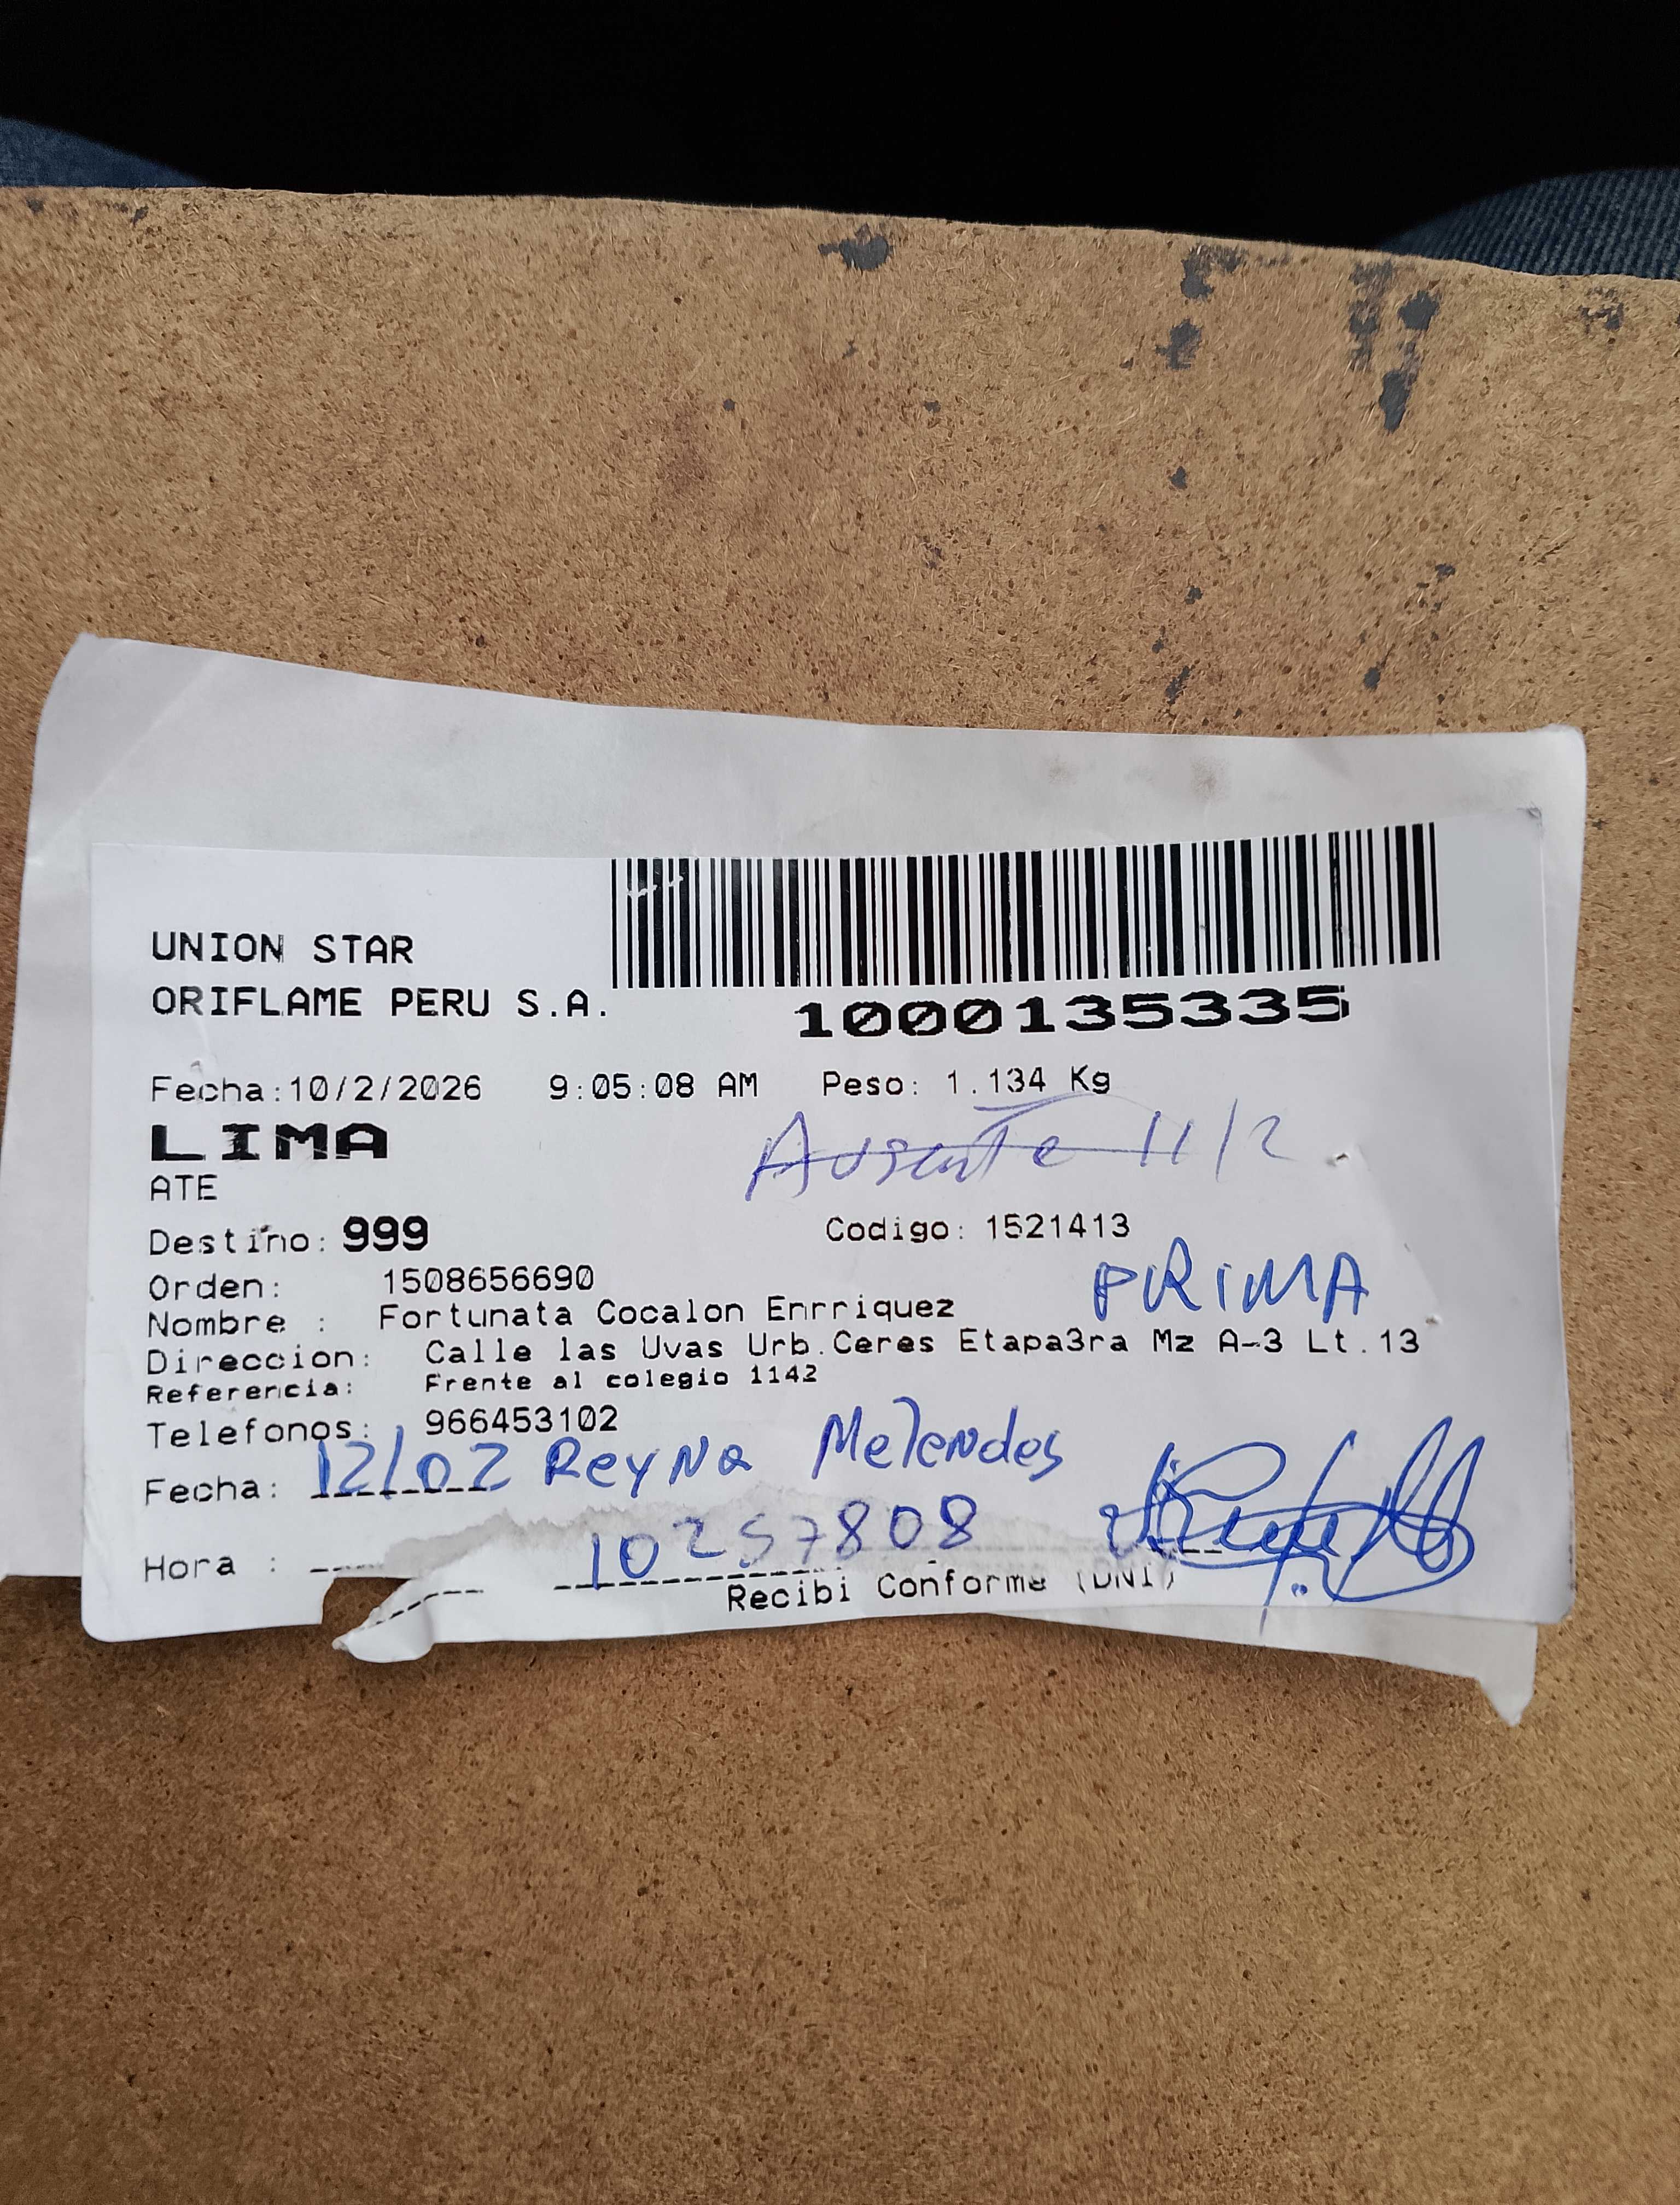 UNION STAR
ORIFLAME PERU S.A.
1000135335
Fecha:10/2/2026 9:05:08 AM Peso: 1.134 Kg
LIMA
Ausente 11/2
ATE
Destino: 999 Codigo: 1521413
Orden: 1508656690
PRIMA
Nombre : Fortunata Cocalon Enrriquez
Direccion: Calle las Uvas Urb.Ceres Etapa3ra Mz A-3 Lt.13
Referencia: Frente al colegio 1142
Telefonos: 966453102
Fecha: 12/02 Reyna Melendes
Hora : 10257808
Recibi Conforme (DNI)